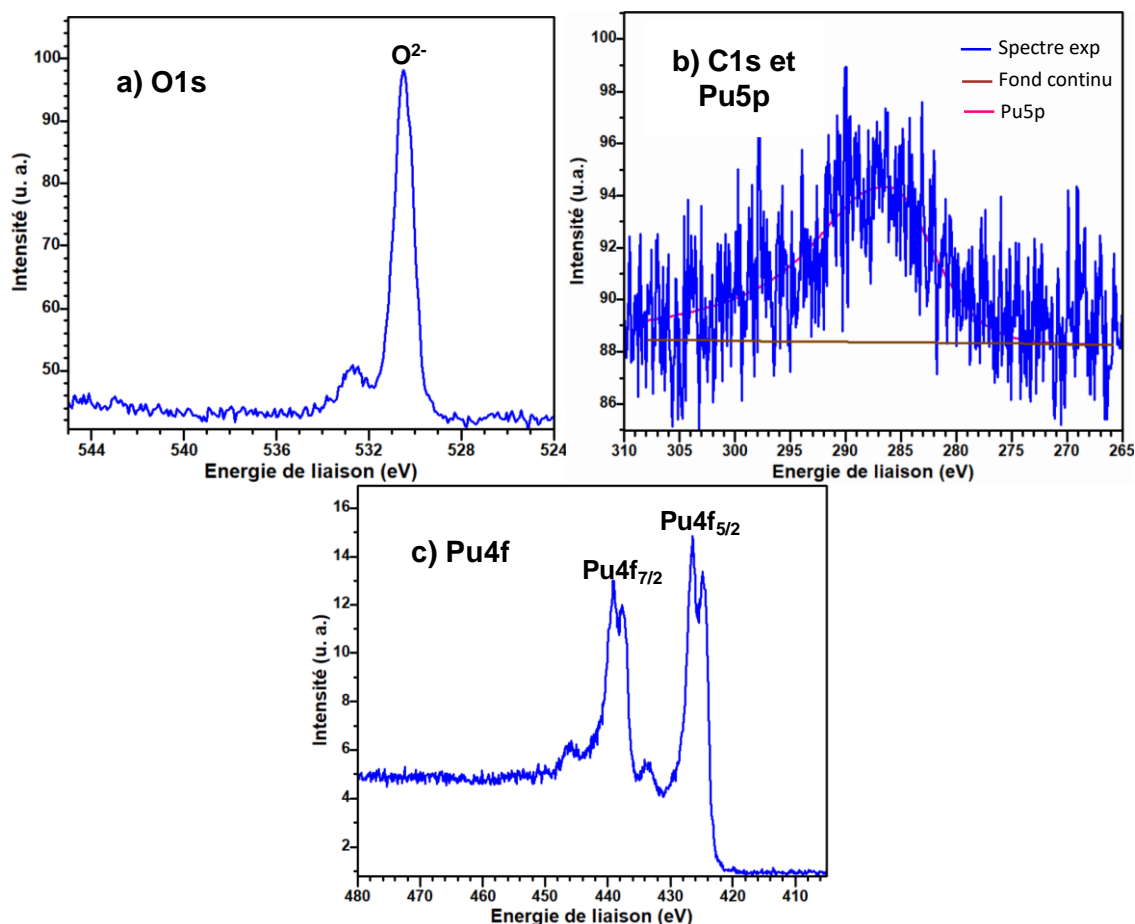 a) O1s
O²⁻
Intensité (u. a.)
100
90
80
70
60
50
544
540
536
532
528
524
Energie de liaison (eV)
b) C1s et
Pu5p
Spectre exp
Fond continu
Pu5p
Intensité (u.a.)
100
98
96
94
92
90
88
86
310
305
300
295
290
285
280
275
270
265
Energie de liaison (eV)
c) Pu4f
Pu4f₇/₂
Pu4f₅/₂
Intensité (u. a.)
16
14
12
10
8
6
4
2
480
470
460
450
440
430
420
410
Energie de liaison (eV)